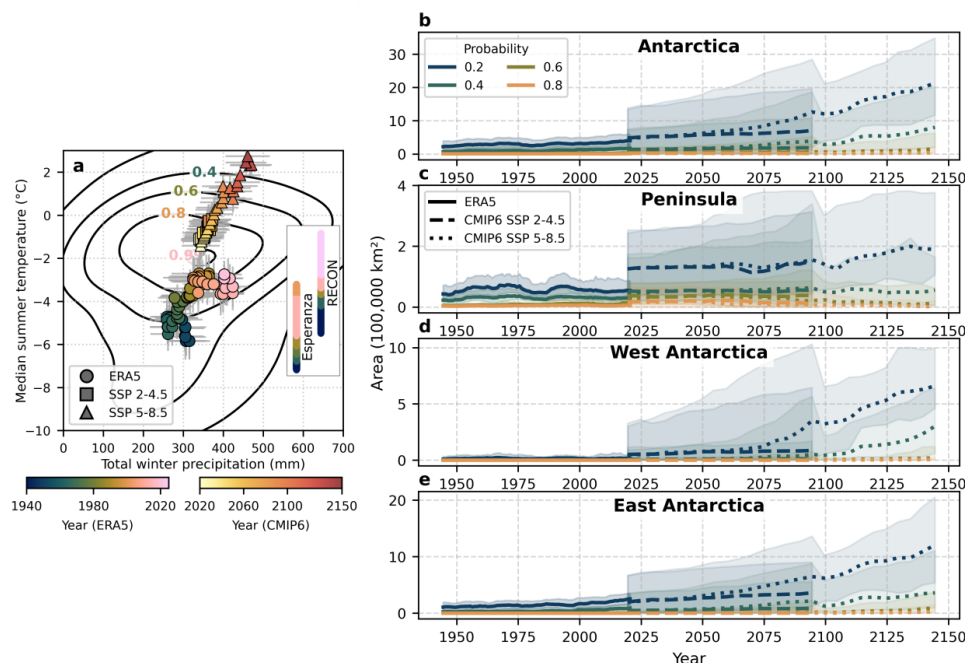 a
0.4
0.6
0.8
0.9
Median summer temperature (°C)
2
0
−2
−4
−6
−8
−10
ERA5
SSP 2-4.5
SSP 5-8.5
Esperanza
RECON
0 100 200 300 400 500 600 700
Total winter precipitation (mm)
1940 1980 2020
Year (ERA5)
2020 2060 2100 2150
Year (CMIP6)
b
Antarctica
Probability
0.2 0.6
0.4 0.8
30
20
10
0
1950 1975 2000 2025 2050 2075 2100 2125 2150
c
Peninsula
ERA5
CMIP6 SSP 2-4.5
CMIP6 SSP 5-8.5
4
2
0
1950 1975 2000 2025 2050 2075 2100 2125 2150
Area (100,000 km²)
d
West Antarctica
10
5
0
1950 1975 2000 2025 2050 2075 2100 2125 2150
e
East Antarctica
20
10
0
1950 1975 2000 2025 2050 2075 2100 2125 2150
Year